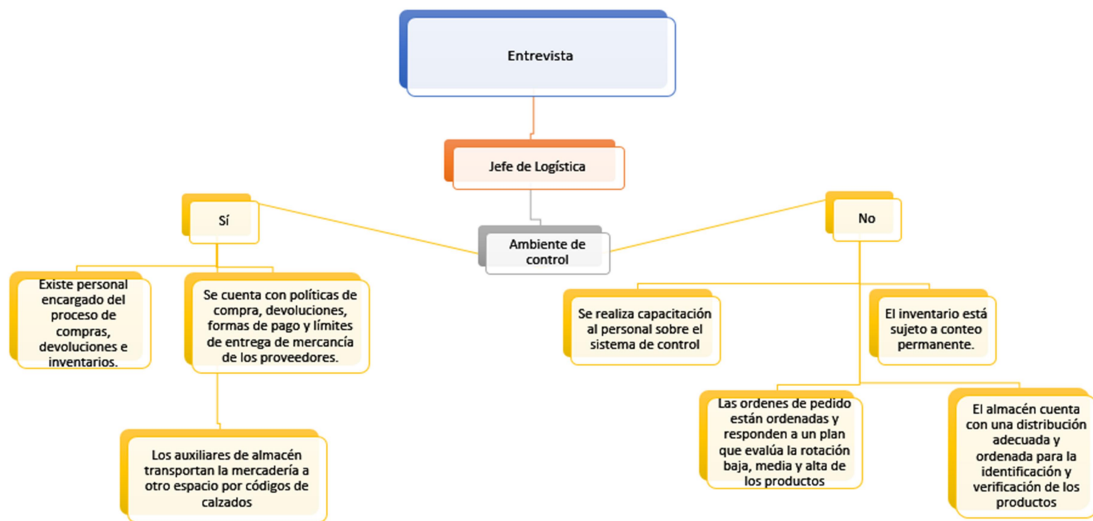 Entrevista
Jefe de Logística
Ambiente de
control
Sí
Existe personal
encargado del
proceso de
compras,
devoluciones e
inventarios.
Se cuenta con políticas de
compra, devoluciones,
formas de pago y límites
de entrega de mercancía
de los proveedores.
Los auxiliares de almacén
transportan la mercadería a
otro espacio por códigos de
calzados
No
Se realiza capacitación
al personal sobre el
sistema de control
El inventario está
sujeto a conteo
permanente.
Las ordenes de pedido
están ordenadas y
responden a un plan
que evalúa la rotación
baja, media y alta de
los productos
El almacén cuenta
con una distribución
adecuada y
ordenada para la
identificación y
verificación de los
productos